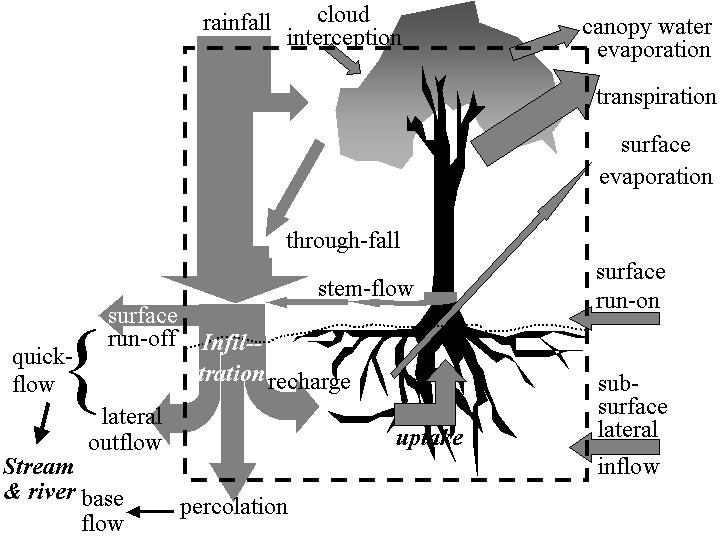 rainfall
cloud
interception
canopy water
evaporation
transpiration
surface
evaporation
through-fall
stem-flow
surface
run-on
surface
run-off
Infil--
tration
quick-
flow
recharge
sub-
surface
lateral
inflow
lateral
outflow
uptake
Stream
& river
base
flow
percolation